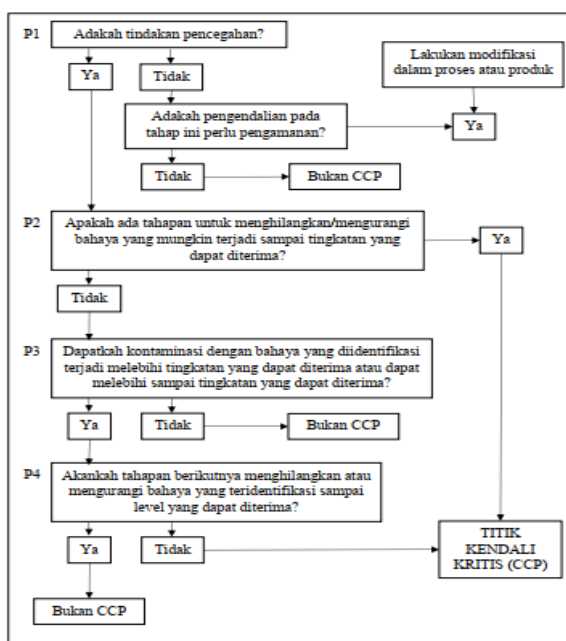 P1
Adakah tindakan pencegahan?
Ya
Tidak
Lakukan modifikasi
dalam proses atau produk
Adakah pengendalian pada
tahap ini perlu pengamanan?
Ya
Tidak
Bukan CCP
P2
Apakah ada tahapan untuk menghilangkan/mengurangi
bahaya yang mungkin terjadi sampai tingkatan yang
dapat diterima?
Ya
Tidak
P3
Dapatkah kontaminasi dengan bahaya yang diidentifikasi
terjadi melebihi tingkatan yang dapat diterima atau dapat
melebihi sampai tingkatan yang dapat diterima?
Ya
Tidak
Bukan CCP
P4
Akankah tahapan berikutnya menghilangkan atau
mengurangi bahaya yang teridentifikasi sampai
level yang dapat diterima?
Ya
Tidak
TITIK
KENDALI
KRITIS (CCP)
Bukan CCP